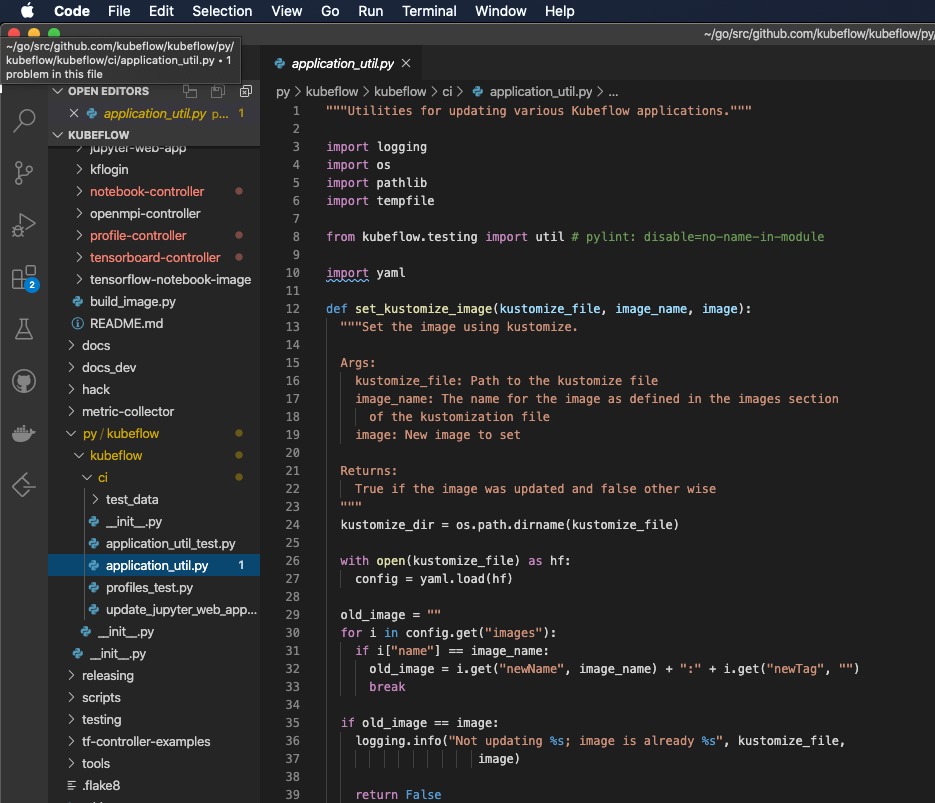 Code File Edit Selection View Go Run Terminal Window Help
~/go/src/github.com/kubeflow/kubeflow/py/
~/go/src/github.com/kubeflow/kubeflow/py/
kubeflow/kubeflow/ci/application_util.py • 1
problem in this file
application_util.py
OPEN EDITORS
application_util.py p... 1
KUBEFLOW
jupyter-web-app
kflogin
notebook-controller
openmpi-controller
profile-controller
tensorboard-controller
tensorflow-notebook-image
build_image.py
README.md
docs
docs_dev
hack
metric-collector
py / kubeflow
kubeflow
ci
test_data
__init__.py
application_util_test.py
application_util.py 1
profiles_test.py
update_jupyter_web_app...
__init__.py
__init__.py
releasing
scripts
testing
tf-controller-examples
tools
.flake8
2
py > kubeflow > kubeflow > ci > application_util.py > ...
1 """Utilities for updating various Kubeflow applications."""
2
3 import logging
4 import os
5 import pathlib
6 import tempfile
7
8 from kubeflow.testing import util # pylint: disable=no-name-in-module
9
10 import yaml
11
12 def set_kustomize_image(kustomize_file, image_name, image):
13 """Set the image using kustomize.
14
15 Args:
16 kustomize_file: Path to the kustomize file
17 image_name: The name for the image as defined in the images section
18 of the kustomization file
19 image: New image to set
20
21 Returns:
22 True if the image was updated and false other wise
23 """
24 kustomize_dir = os.path.dirname(kustomize_file)
25
26 with open(kustomize_file) as hf:
27 config = yaml.load(hf)
28
29 old_image = ""
30 for i in config.get("images"):
31 if i["name"] == image_name:
32 old_image = i.get("newName", image_name) + ":" + i.get("newTag", "")
33 break
34
35 if old_image == image:
36 logging.info("Not updating %s; image is already %s", kustomize_file,
37 image)
38
39 return False